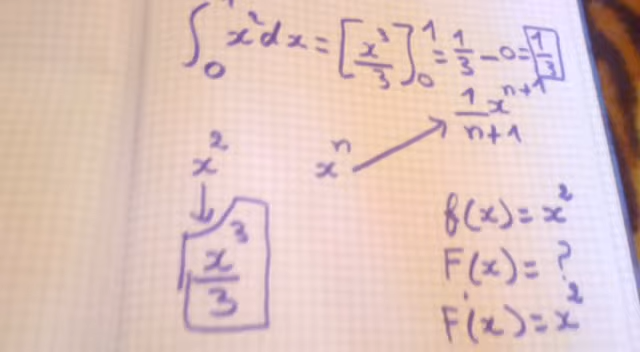 ∫₀¹ x² dx = [x³/3]₀¹ = 1/3 - 0 = 1/3
xⁿ → 1/(n+1) xⁿ⁺¹
x²
↓
x³/3
f(x) = x²
F(x) = ?
F'(x) = x²